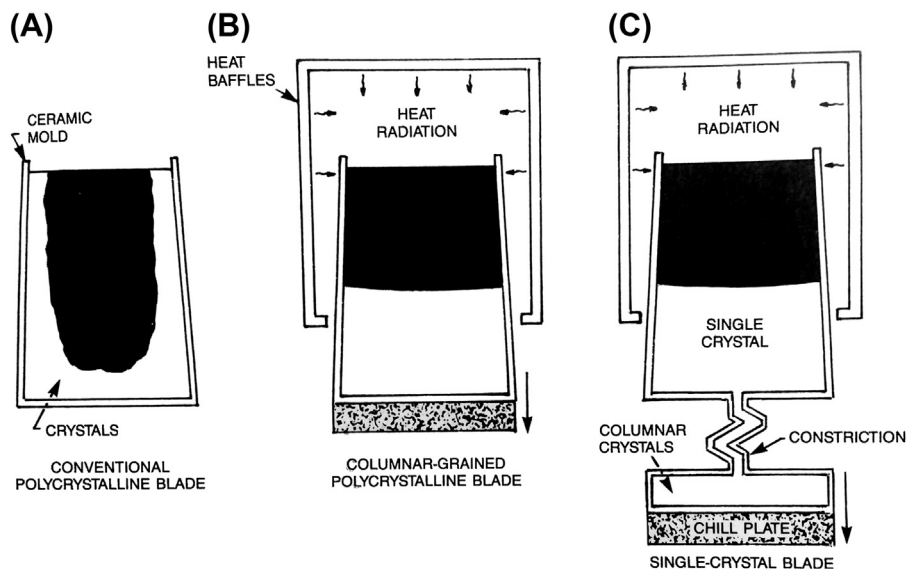 (A)
CERAMIC
MOLD
CRYSTALS
CONVENTIONAL
POLYCRYSTALLINE BLADE
(B)
HEAT
BAFFLES
HEAT
RADIATION
COLUMNAR-GRAINED
POLYCRYSTALLINE BLADE
(C)
HEAT
RADIATION
SINGLE
CRYSTAL
COLUMNAR
CRYSTALS
CONSTRICTION
CHILL PLATE
SINGLE-CRYSTAL BLADE